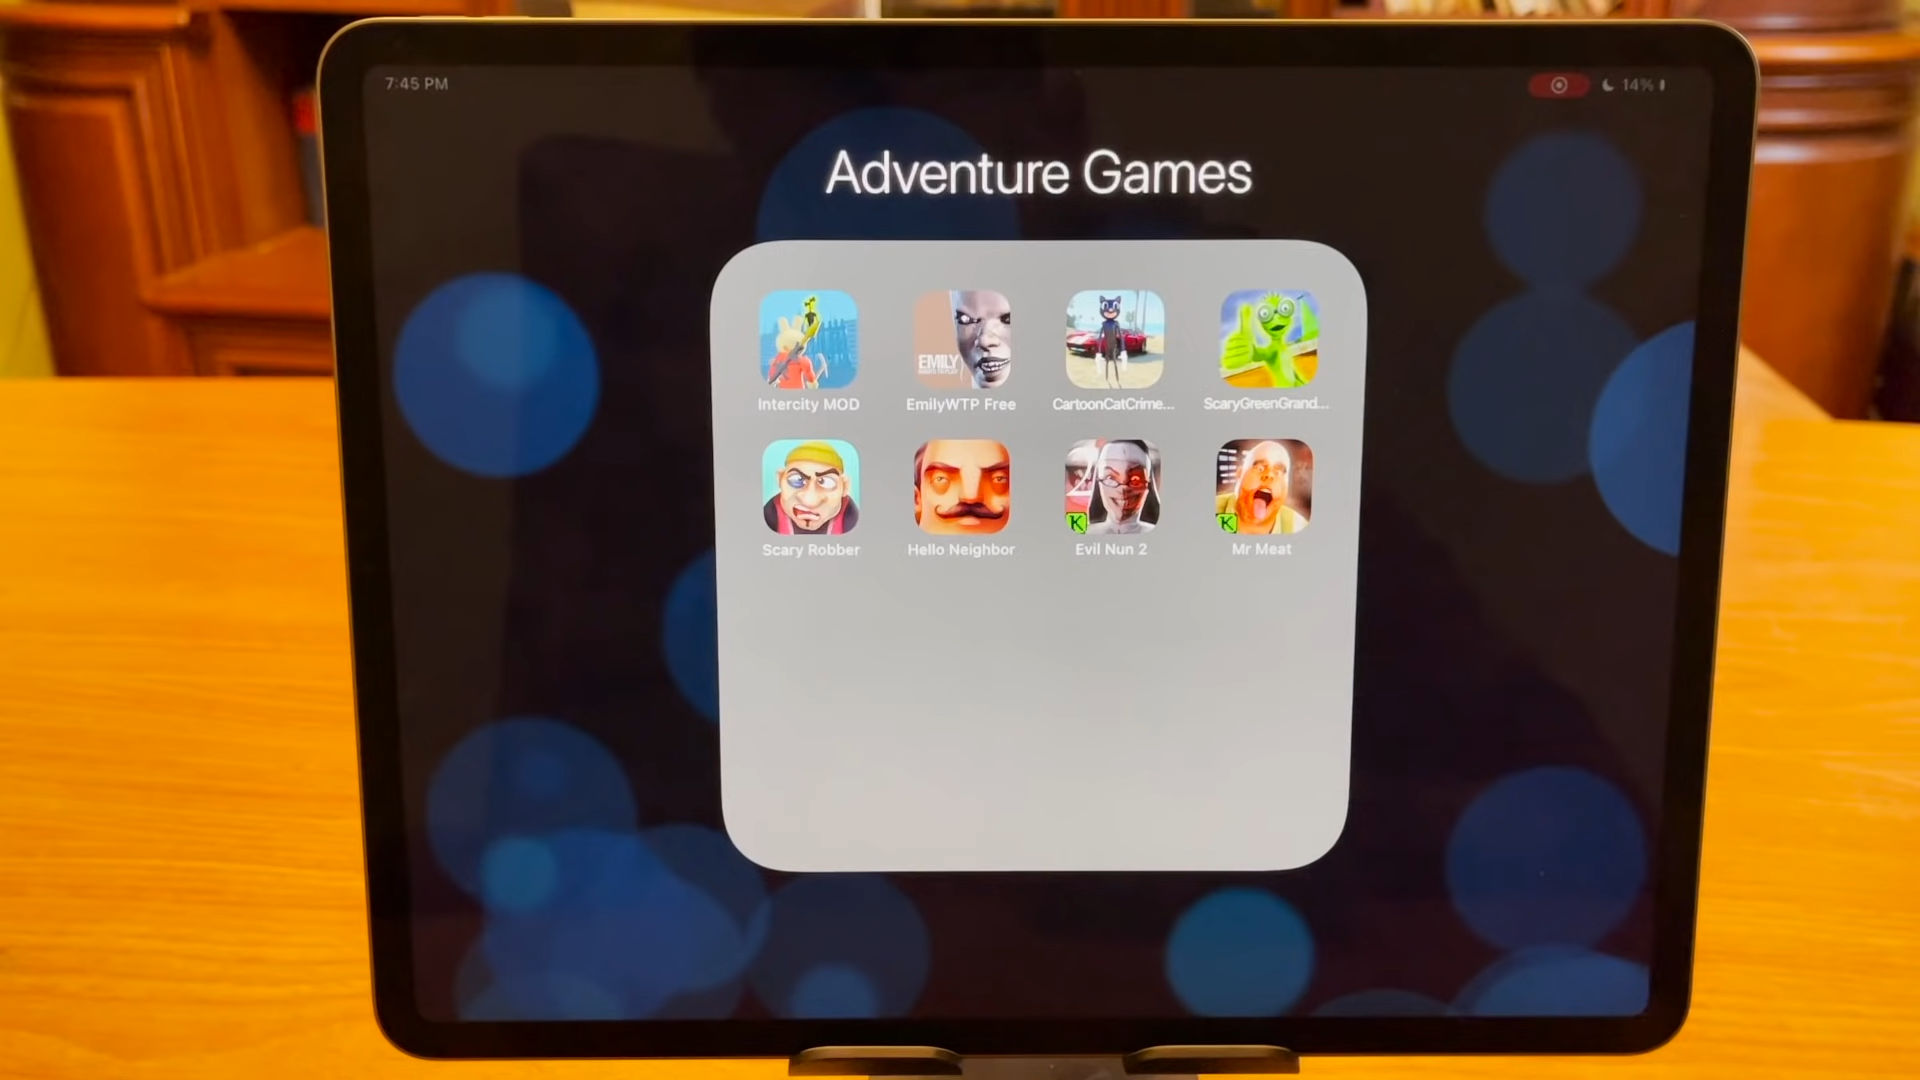 7:45 PM
14%
Adventure Games
EMILY
Intercity MOD
EmilyWTP Free
CartoonCatCrime...
ScaryGreenGrand...
K
K
Scary Robber
Hello Neighbor
Evil Nun 2
Mr Meat